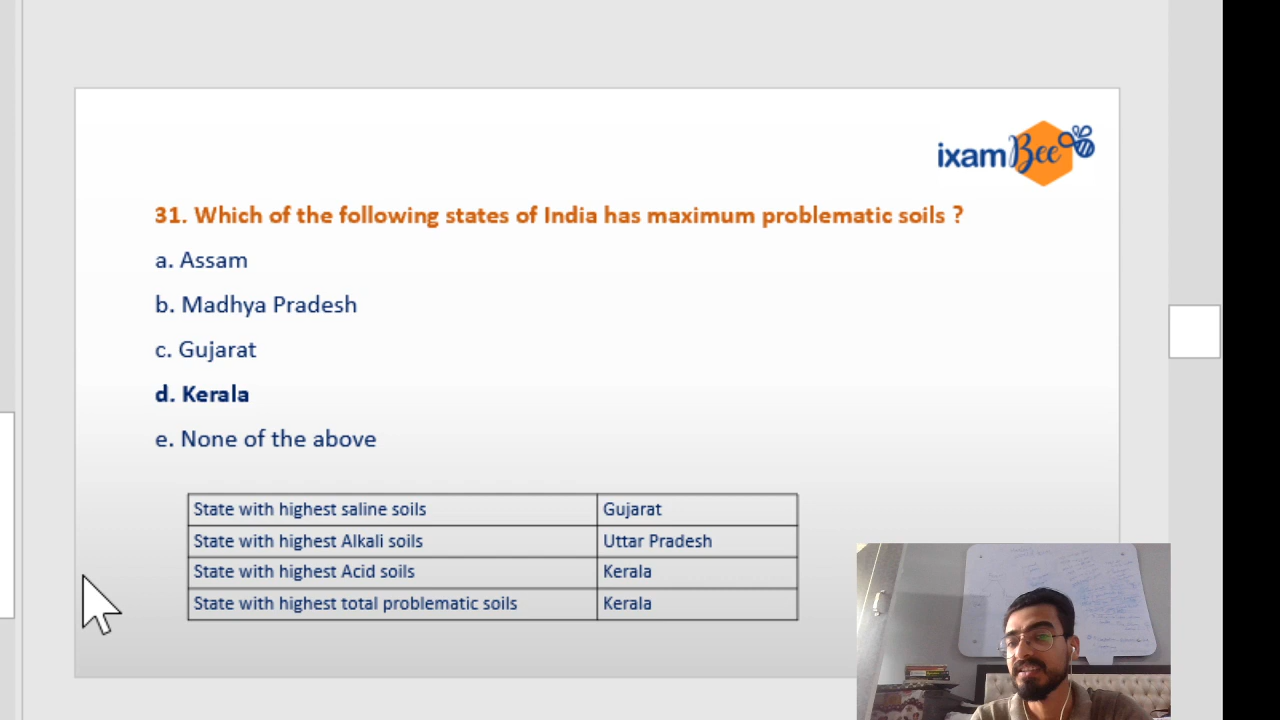 ixamBee
31. Which of the following states of India has maximum problematic soils ?
a. Assam
b. Madhya Pradesh
c. Gujarat
d. Kerala
e. None of the above
State with highest saline soils Gujarat
State with highest Alkali soils Uttar Pradesh
State with highest Acid soils Kerala
State with highest total problematic soils Kerala